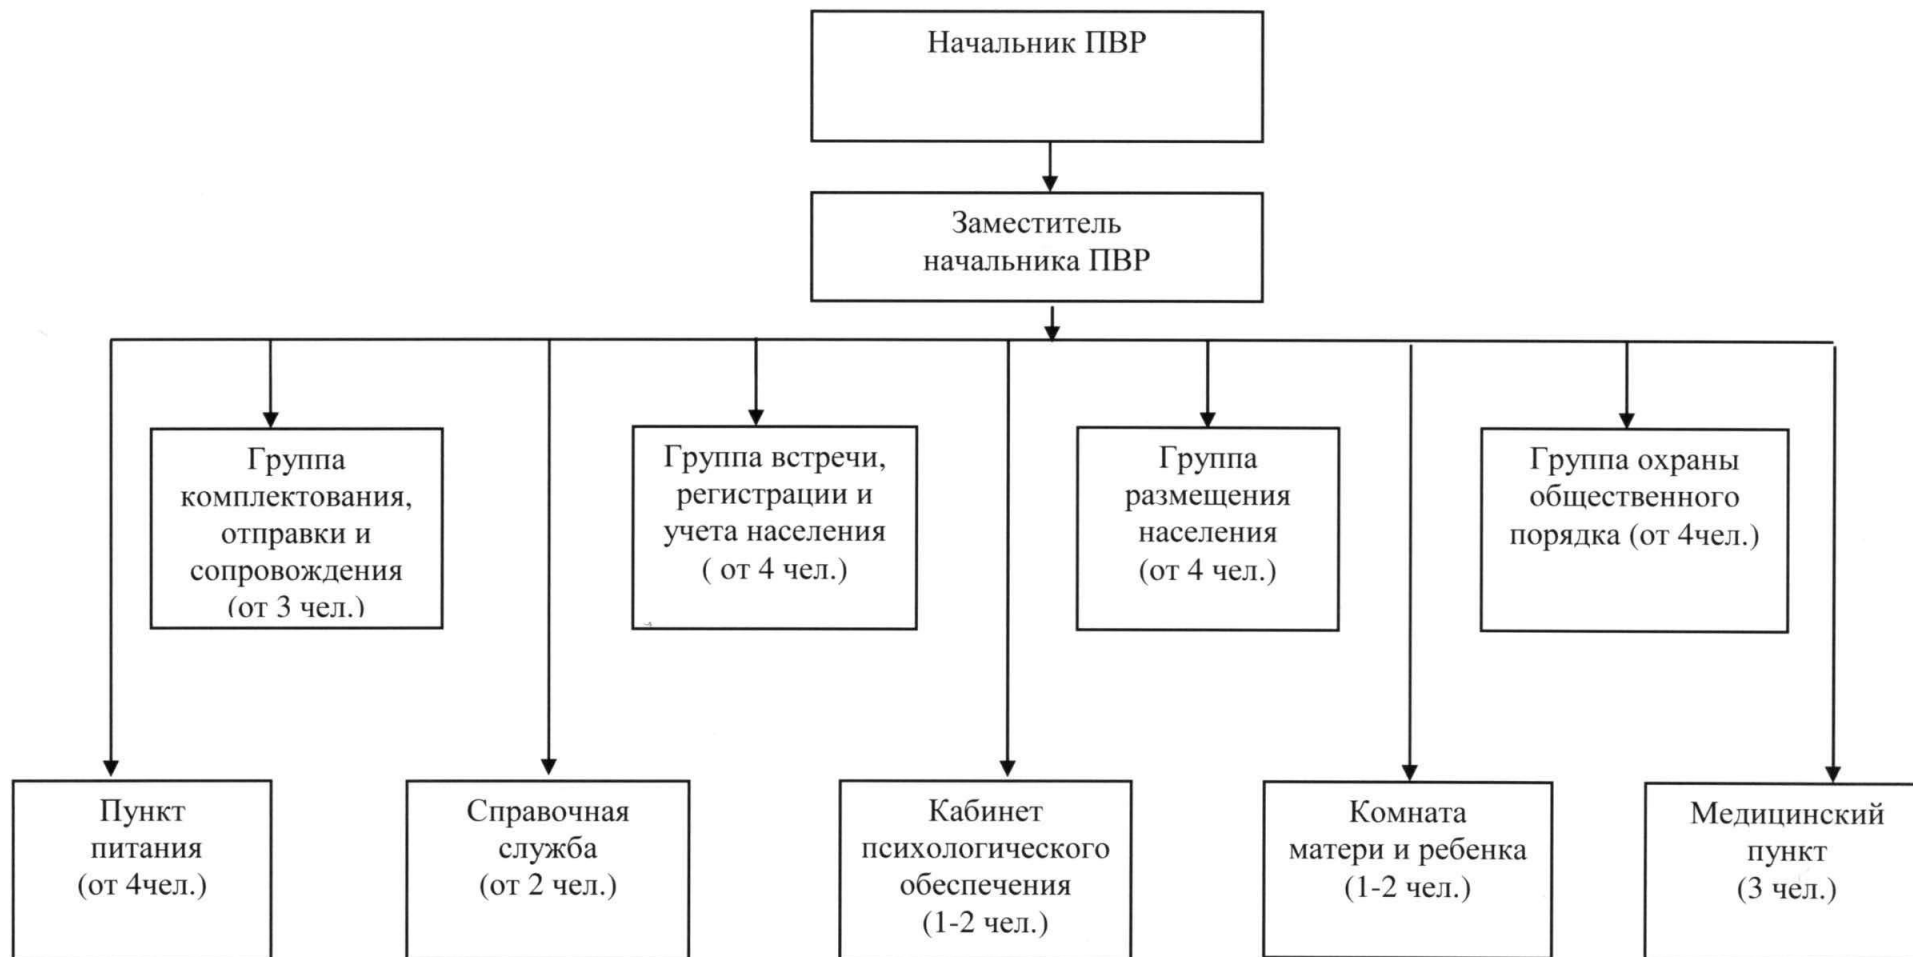 Начальник ПВР
Заместитель
начальника ПВР
Группа
комплектования,
отправки и
сопровождения
(от 3 чел.)
Группа встречи,
регистрации и
учета населения
( от 4 чел.)
Группа
размещения
населения
(от 4 чел.)
Группа охраны
общественного
порядка (от 4чел.)
Пункт
питания
(от 4чел.)
Справочная
служба
(от 2 чел.)
Кабинет
психологического
обеспечения
(1-2 чел.)
Комната
матери и ребенка
(1-2 чел.)
Медицинский
пункт
(3 чел.)